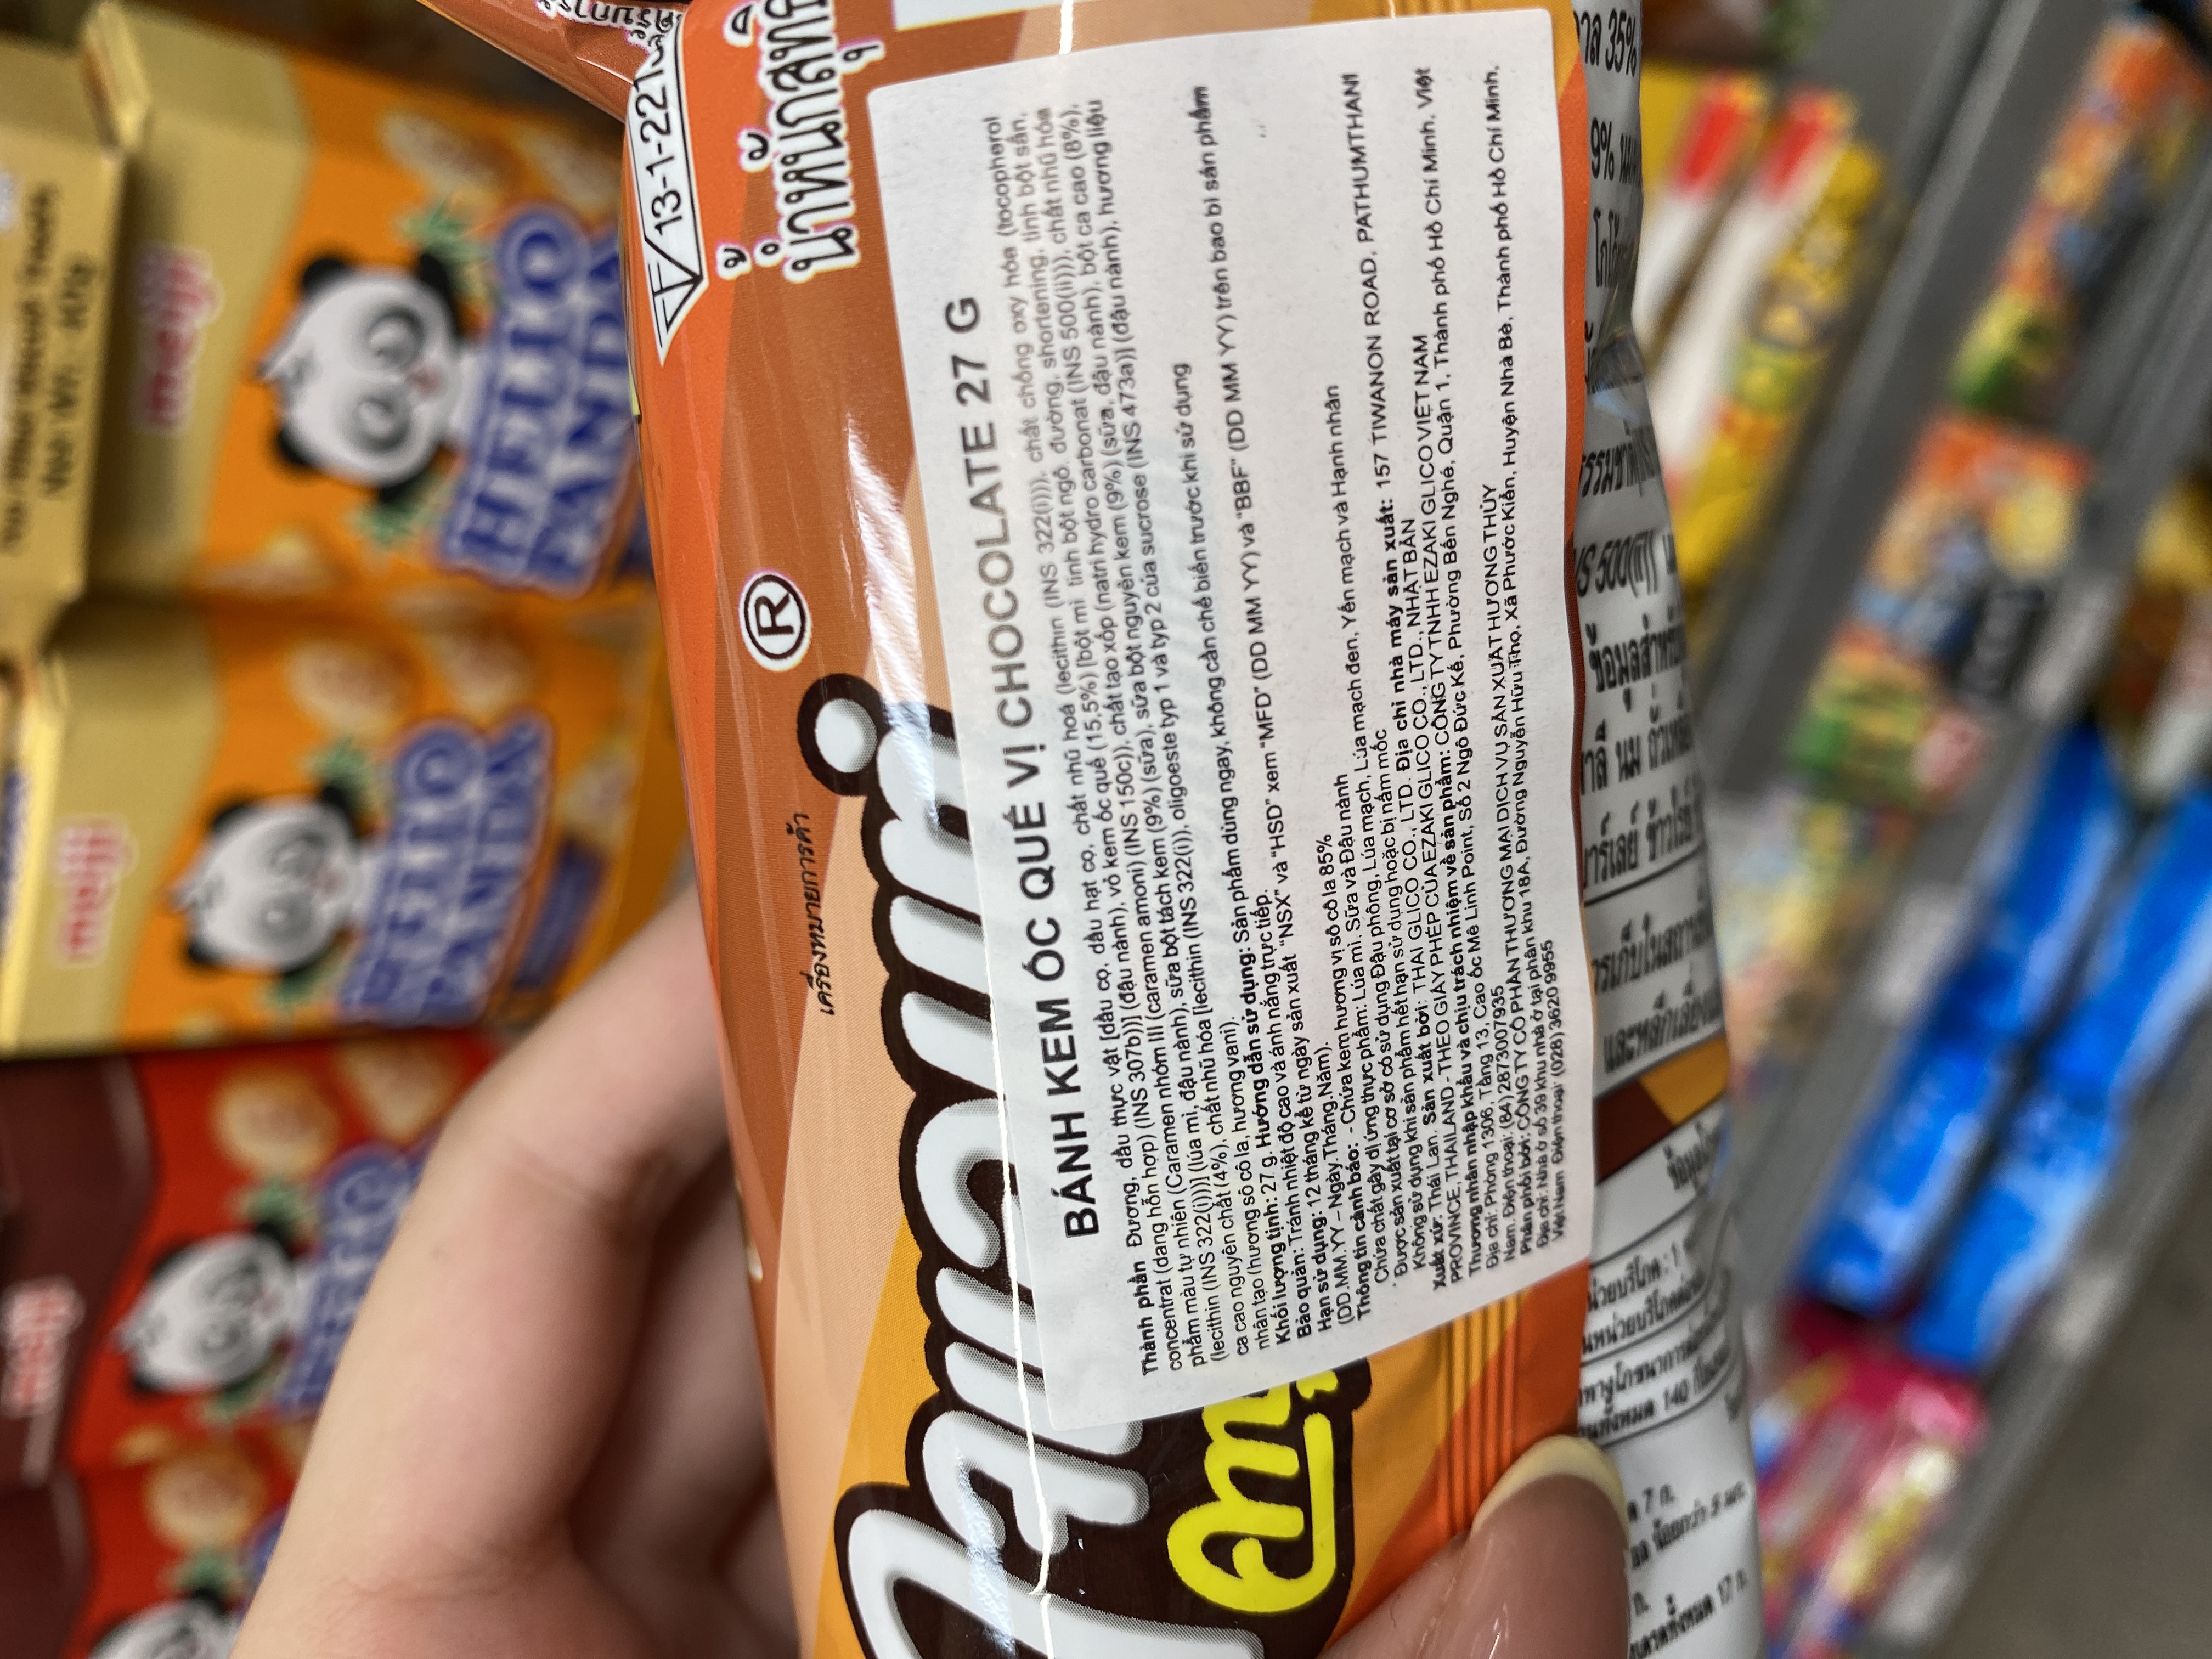 meiji
meiji
meiji
HELLO
PANDA
HELLO
PANDA
Net Wt.
13-1-221
น้ำหนักสุทธิ
®
เครื่องหมายการค้า
BÁNH KEM ỐC QUẾ VỊ CHOCOLATE 27 G
Thành phần Đương, dầu thực vật [dầu cọ, dầu hạt cọ, chất nhũ hoá (lecithin (INS 322(i))), chất chống oxy hóa (tocopherol
concentrat (dang hỗn hợp) (INS 307b))] (đậu nành), vỏ kem ốc quế (15,5%) [bột mì tinh bột ngô đường, shortening, tinh bột sắn,
phẩm màu tự nhiên (Caramen nhóm III (caramen amoni) (INS 150c)), chất tạo xốp (natri hydro carbonat (INS 500(ii))), chất nhũ hóa
(lecithin (INS 322(i)))] (lúa mì, đậu nành), sữa bột tách kem (9%) (sữa), sữa bột nguyên kem (9%) (sữa, đậu nành), bột ca cao (8%),
ca cao nguyên chất (4%), chất nhũ hóa [lecithin (INS 322(i)), oligoeste typ 1 và typ 2 của sucrose (INS 473a)] (đậu nành), hương liệu
nhân tạo (hương sô cô la, hương vani).
Khối lượng tịnh: 27 g. Hướng dẫn sử dụng: Sản phẩm dùng ngay, không cần chế biến trước khi sử dụng
Bảo quản: Tránh nhiệt độ cao và ánh nắng trực tiếp.
Hạn sử dụng: 12 tháng kể từ ngày sản xuất "NSX" và "HSD" xem "MFD" (DD MM YY) và "BBF" (DD MM YY) trên bao bì sản phẩm
(DD.MM.YY – Ngày.Tháng.Năm).
Thông tin cảnh báo: - Chứa kem hương vị sô cô la 85%
Chứa chất gây dị ứng thực phẩm: Lúa mì, Sữa và Đậu nành
Được sản xuất tại cơ sở có sử dụng Đậu phộng, Lúa mạch, Lúa mạch đen, Yến mạch và Hạnh nhân
Không sử dụng khi sản phẩm hết hạn sử dụng hoặc bị nấm mốc
Xuất xứ: Thái Lan. Sản xuất bởi: THAI GLICO CO., LTD. Địa chỉ nhà máy sản xuất: 157 TIWANON ROAD, PATHUMTHANI
PROVINCE, THAILAND - THEO GIẤY PHÉP CỦA EZAKI GLICO CO., LTD., NHẬT BẢN
Thương nhân nhập khẩu và chịu trách nhiệm về sản phẩm: CÔNG TY TNHH EZAKI GLICO VIỆT NAM
Địa chỉ: Phòng 1306, Tầng 13, Cao ốc Mê Linh Point, Số 2 Ngô Đức Kế, Phường Bến Nghé, Quận 1, Thành phố Hồ Chí Minh, Việt
Nam. Điện thoại: (84) 2873007935
Phân phối bởi: CÔNG TY CỔ PHẦN THƯƠNG MẠI DỊCH VỤ SẢN XUẤT HƯƠNG THỦY
Địa chỉ: Nhà ở số 39 khu nhà ở tại phân khu 18A, Đường Nguyễn Hữu Thọ, Xã Phước Kiển, Huyện Nhà Bè, Thành phố Hồ Chí Minh,
Việt Nam Điện thoại: (028) 3620 9955